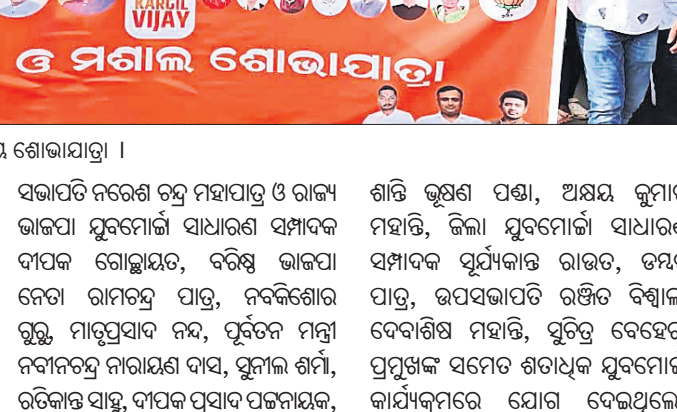 KARGIL
VIJAY
ଓ ମଶାଲ ଶୋଭାଯାତ୍ରା
ଶୋଭାଯାତ୍ରା ।
ସଭାପତି ନରେଶ ଚନ୍ଦ୍ର ମହାପାତ୍ର ଓ ରାଜ୍ୟ
ଭାଜପା ଯୁବମୋର୍ଚ୍ଚା ସାଧାରଣ ସମ୍ପାଦକ
ଦୀପକ ଗୋଚ୍ଛାୟତ, ବରିଷ୍ଠ ଭାଜପା
ନେତା ରାମଚନ୍ଦ୍ର ପାତ୍ର, ନବକିଶୋର
ଗୁରୁ, ମାତୃପ୍ରସାଦ ନନ୍ଦ, ପୂର୍ବତନ ମନ୍ତ୍ରୀ
ନବୀନଚନ୍ଦ୍ର ନାରାୟଣ ଦାସ, ସୁନୀଲ ଶର୍ମା,
ରତିକାନ୍ତ ସାହୁ, ଦୀପକ ପ୍ରସାଦ ପଟ୍ଟନାୟକ,
ଶାନ୍ତି ଭୂଷଣ ପଣ୍ଡା, ଅକ୍ଷୟ
ମହାନ୍ତି, ଜିଲା ଯୁବମୋର୍ଚ୍ଚା
ସମ୍ପାଦକ ସୂର୍ଯ୍ୟକାନ୍ତ ରାଉତ,
ପାତ୍ର, ଉପସଭାପତି ରଞ୍ଜିତ
ଦେବାଶିଷ ମହାନ୍ତି, ସୁଚିତ୍ର
ପ୍ରମୁଖଙ୍କ ସମେତ ଶତାଧିକ
କାର୍ଯ୍ୟକ୍ରମରେ ଯୋଗ